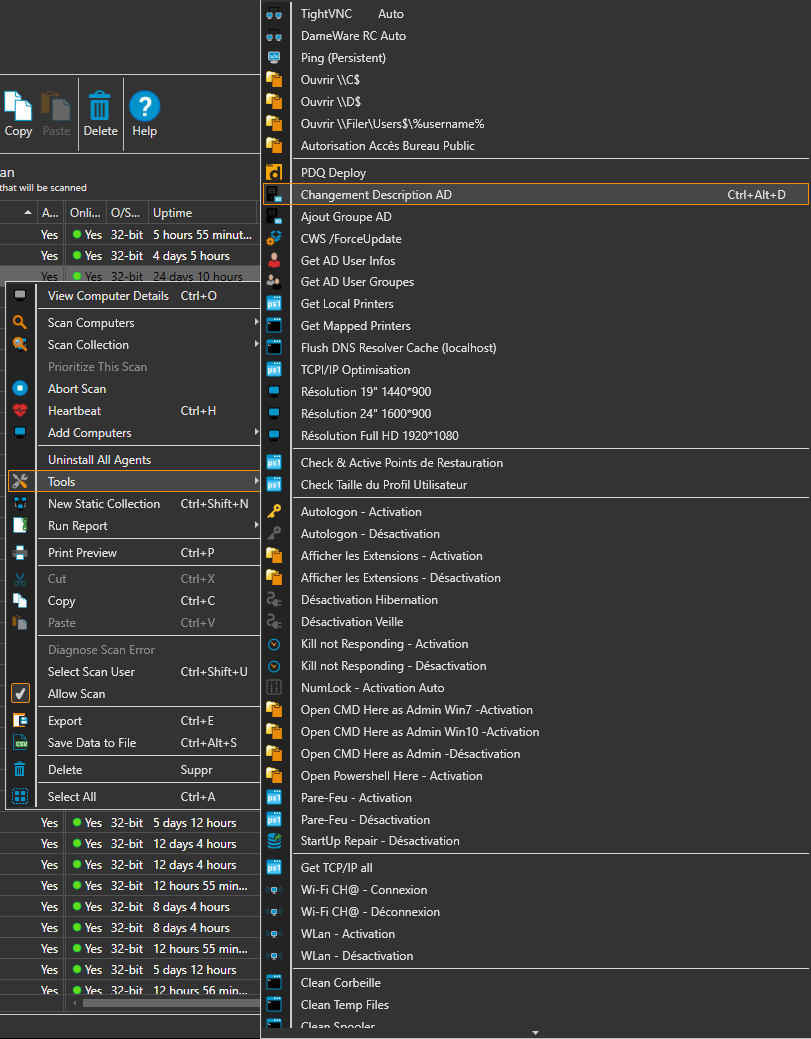 Copy Paste Delete Help
an
that will be scanned
A... Onli... O/S... Uptime
Yes Yes 32-bit 5 hours 55 minut...
Yes Yes 32-bit 4 days 5 hours
Yes Yes 32-bit 24 days 10 hours
View Computer Details Ctrl+O
Scan Computers
Scan Collection
Prioritize This Scan
Abort Scan
Heartbeat Ctrl+H
Add Computers
Uninstall All Agents
Tools
New Static Collection Ctrl+Shift+N
Run Report
Print Preview Ctrl+P
Cut Ctrl+X
Copy Ctrl+C
Paste Ctrl+V
Diagnose Scan Error
Select Scan User Ctrl+Shift+U
Allow Scan
Export Ctrl+E
CSV Save Data to File Ctrl+Alt+S
Delete Suppr
Select All Ctrl+A
Yes Yes 32-bit 5 days 12 hours
Yes Yes 32-bit 12 days 4 hours
Yes Yes 32-bit 12 days 4 hours
Yes Yes 32-bit 12 hours 55 min...
Yes Yes 32-bit 8 days 4 hours
Yes Yes 32-bit 8 days 4 hours
Yes Yes 32-bit 12 hours 55 min...
Yes Yes 32-bit 5 days 12 hours
Yes Yes 32-bit 12 hours 56 min...
TightVNC Auto
DameWare RC Auto
Ping (Persistent)
Ouvrir \\C$
Ouvrir \\D$
Ouvrir \\Filer\Users$\%username%
Autorisation Accès Bureau Public
PDQ Deploy
Changement Description AD Ctrl+Alt+D
Ajout Groupe AD
CWS /ForceUpdate
Get AD User Infos
Get AD User Groupes
ps1 Get Local Printers
Get Mapped Printers
Flush DNS Resolver Cache (localhost)
ps1 TCPI/IP Optimisation
Résolution 19" 1440*900
Résolution 24" 1600*900
Résolution Full HD 1920*1080
ps1 Check & Active Points de Restauration
ps1 Check Taille du Profil Utilisateur
Autologon - Activation
Autologon - Désactivation
Afficher les Extensions - Activation
Afficher les Extensions - Désactivation
Désactivation Hibernation
Désactivation Veille
Kill not Responding - Activation
Kill not Responding - Désactivation
NumLock - Activation Auto
Open CMD Here as Admin Win7 -Activation
Open CMD Here as Admin Win10 -Activation
Open CMD Here as Admin -Désactivation
Open Powershell Here - Activation
ps1 Pare-Feu - Activation
ps1 Pare-Feu - Désactivation
StartUp Repair - Désactivation
ps1 Get TCP/IP all
Wi-Fi CH@ - Connexion
Wi-Fi CH@ - Déconnexion
WLan - Activation
WLan - Désactivation
Clean Corbeille
Clean Temp Files
Clean Spooler